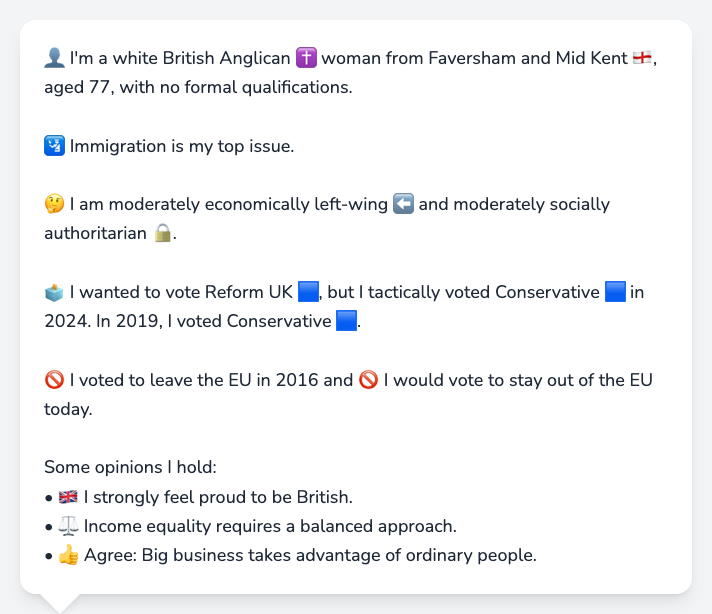 👤 I'm a white British Anglican ✝️ woman from Faversham and Mid Kent 🏴󠁧󠁢󠁥󠁮󠁧󠁿,
aged 77, with no formal qualifications.
🛂 Immigration is my top issue.
🤔 I am moderately economically left-wing ⬅️ and moderately socially
authoritarian 🔒.
🗳️ I wanted to vote Reform UK 🟦, but I tactically voted Conservative 🟦 in
2024. In 2019, I voted Conservative 🟦.
🚫 I voted to leave the EU in 2016 and 🚫 I would vote to stay out of the EU
today.
Some opinions I hold:
• 🇬🇧 I strongly feel proud to be British.
• ⚖️ Income equality requires a balanced approach.
• 👍 Agree: Big business takes advantage of ordinary people.